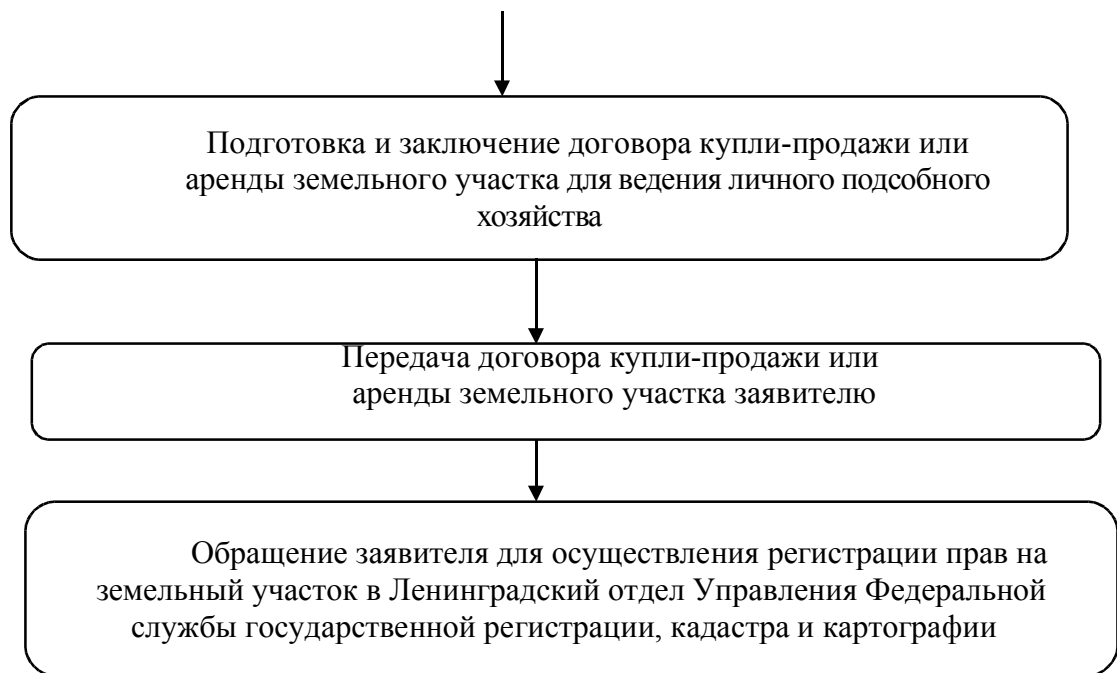 Подготовка и заключение договора купли-продажи или
аренды земельного участка для ведения личного подсобного
хозяйства
Передача договора купли-продажи или
аренды земельного участка заявителю
Обращение заявителя для осуществления регистрации прав на
земельный участок в Ленинградский отдел Управления Федеральной
службы государственной регистрации, кадастра и картографии